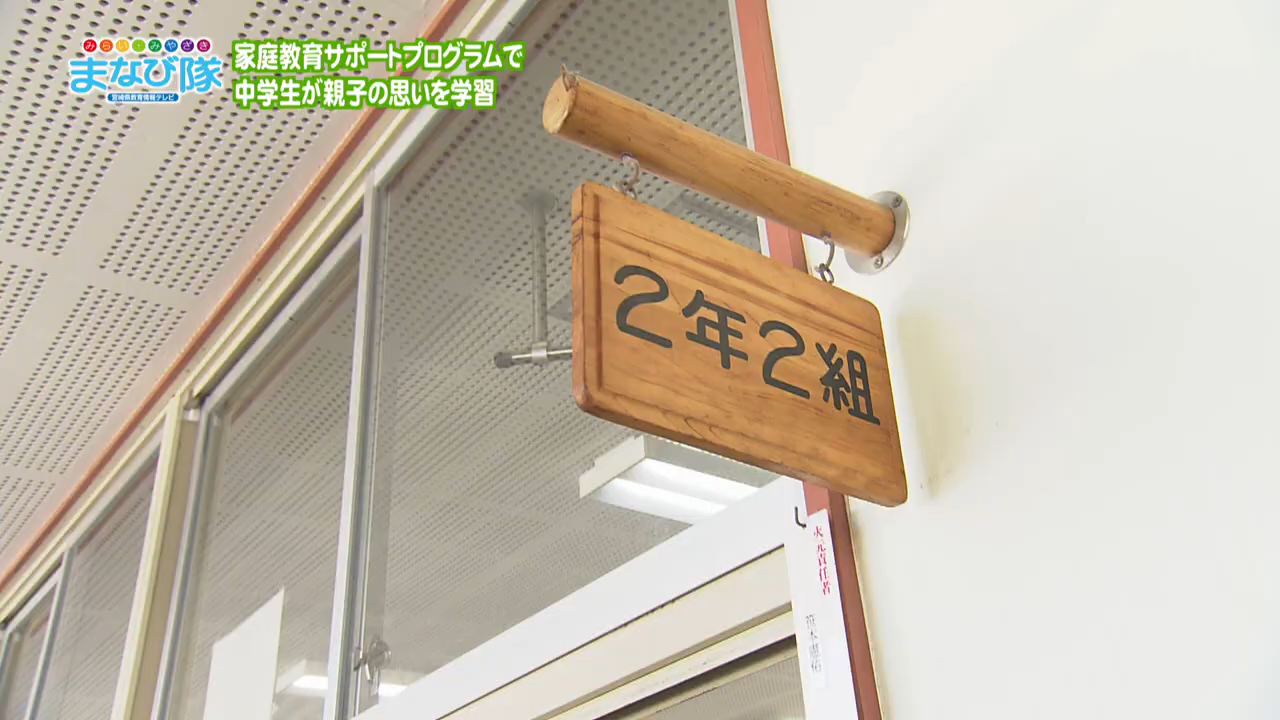 みらい・みやざき
まなび隊
宮崎県教育情報テレビ
家庭教育サポートプログラムで
中学生が親子の思いを学習
2年2組
火元責任者